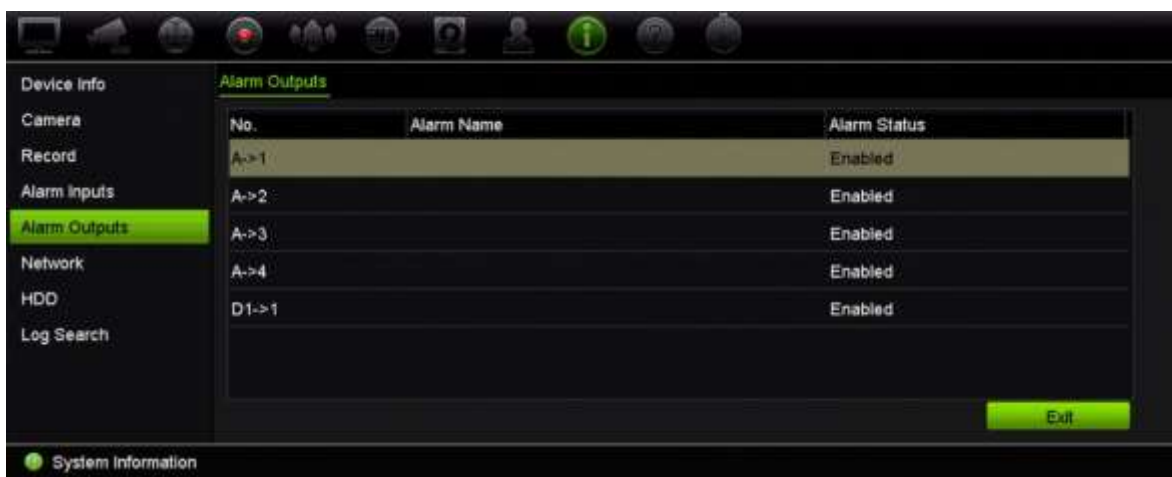 Device Info
Camera
Record
Alarm Inputs
Alarm Outputs
Network
HDD
Log Search
Alarm Outputs
No. Alarm Name Alarm Status
A->1 Enabled
A->2 Enabled
A->3 Enabled
A->4 Enabled
D1->1 Enabled
Exit
System Information